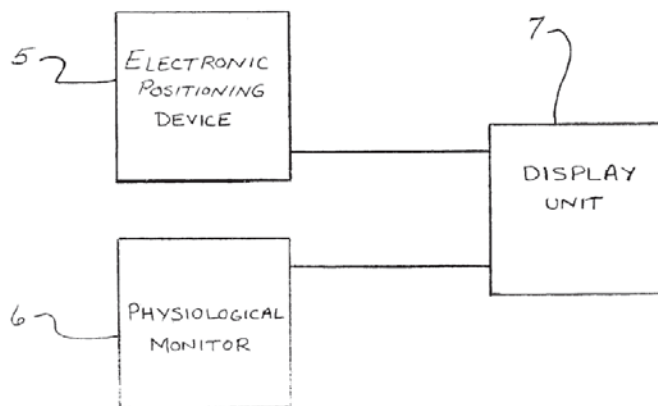 5
ELECTRONIC
POSITIONING
DEVICE
7
DISPLAY
UNIT
6
PHYSIOLOGICAL
MONITOR